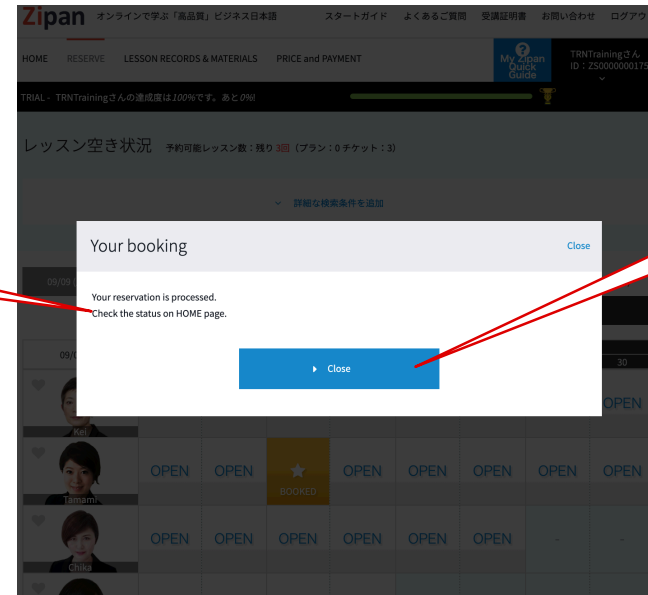 Zipan オンラインで学ぶ「高品質」ビジネス日本語 スタートガイド よくあるご質問 受講証明書 お問い合わせ ログアウ
HOME RESERVE LESSON RECORDS & MATERIALS PRICE and PAYMENT
? My Zipan Quick Guide
TRNTrainingさん
ID：ZS0000000175
TRIAL - TRNTrainingさんの達成度は100%です。あと0%!
レッスン空き状況 予約可能レッスン数：残り 3回（プラン：0 チケット：3）
詳細な検索条件を追加
Your booking Close
09/09
Your reservation is processed.
Check the status on HOME page.
Close
09/0 30
OPEN
Kei
OPEN OPEN OPEN OPEN OPEN OPEN OPEN
BOOKED
Tamami
OPEN OPEN OPEN OPEN OPEN OPEN - -
Chika